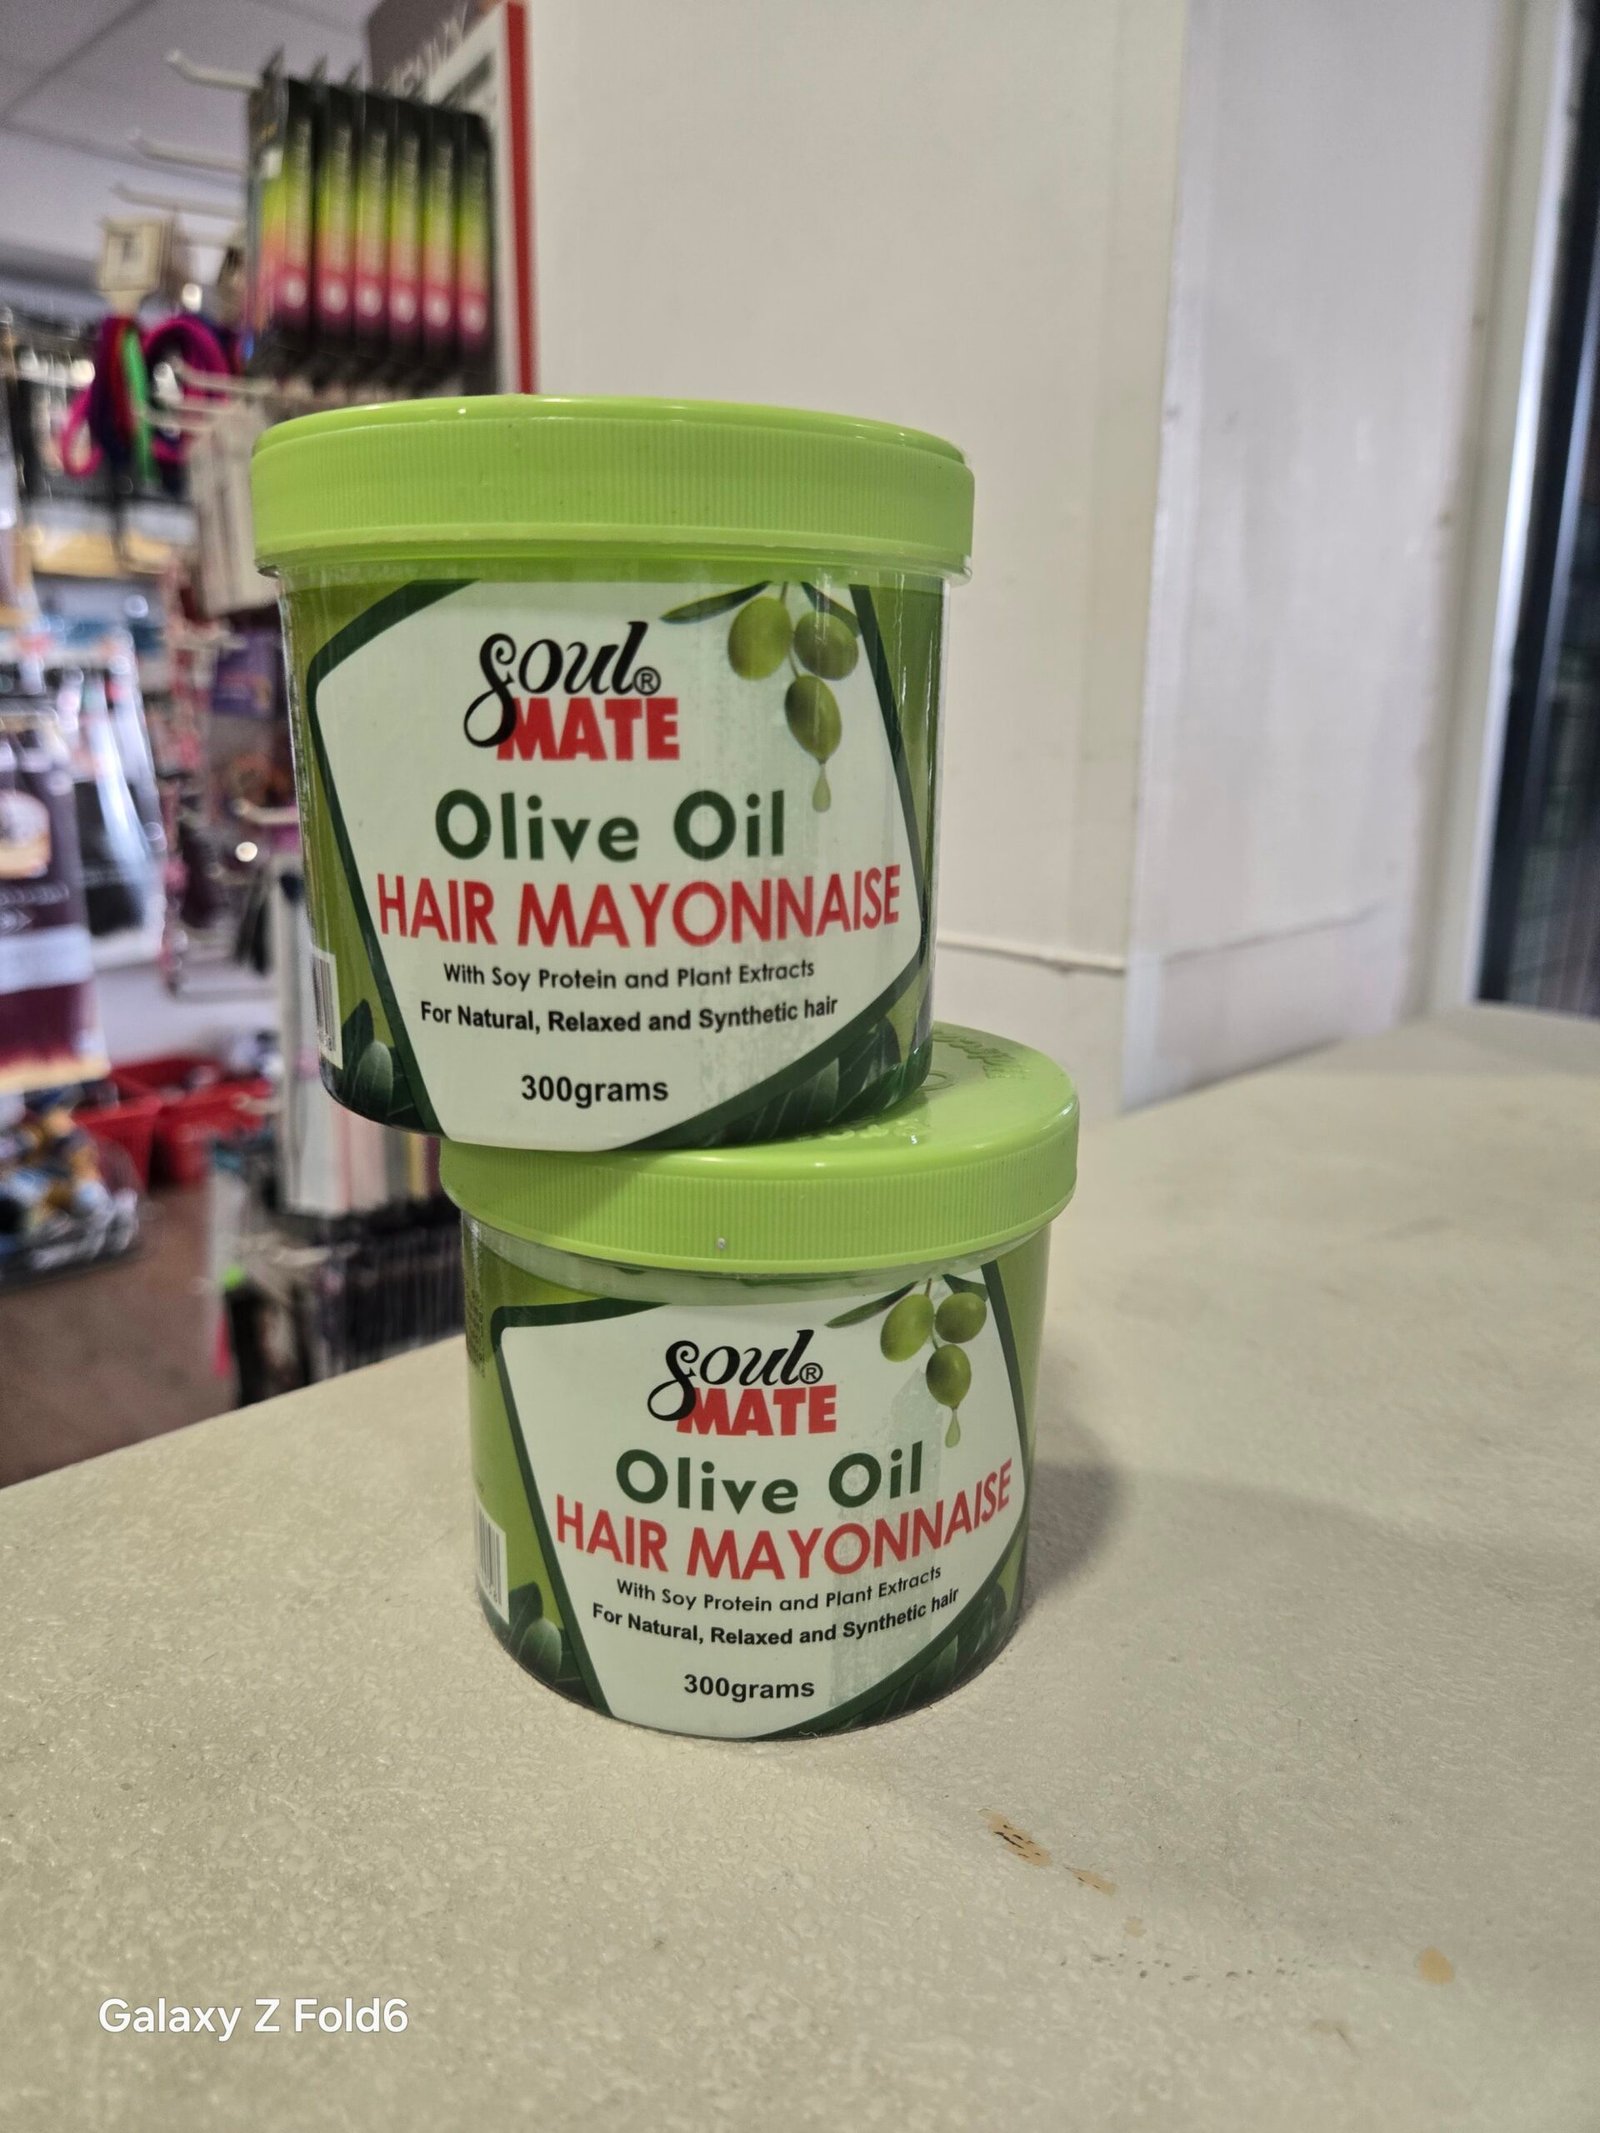 Soul®
MATE
Olive Oil
HAIR MAYONNAISE
With Soy Protein and Plant Extracts
For Natural, Relaxed and Synthetic hair
300grams
Soul®
MATE
Olive Oil
HAIR MAYONNAISE
With Soy Protein and Plant Extracts
For Natural, Relaxed and Synthetic hair
300grams
Galaxy Z Fold6